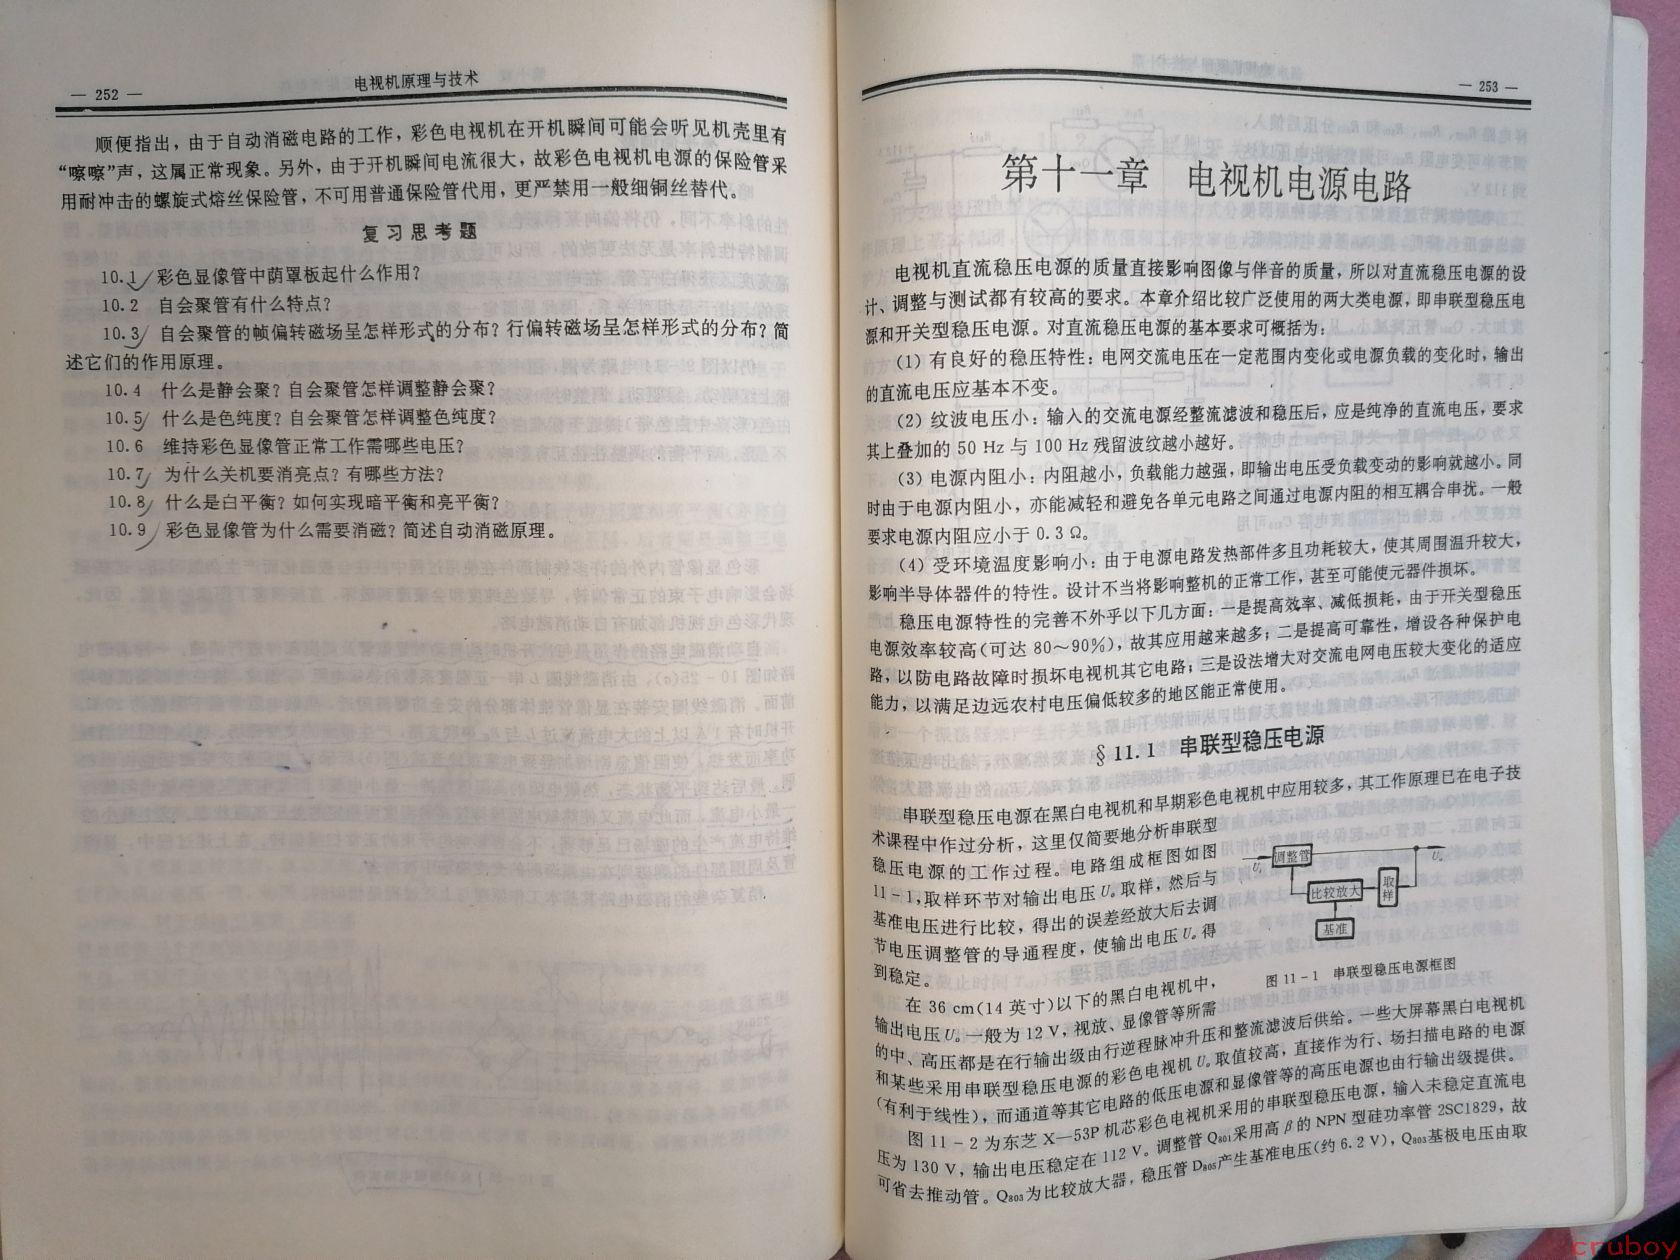 — 252 —
电视机原理与技术
顺便指出，由于自动消磁电路的工作，彩色电视机在开机瞬间可能会听见机壳里有
“嚓嚓”声，这属正常现象。另外，由于开机瞬间电流很大，故彩色电视机电源的保险管采
用耐冲击的螺旋式熔丝保险管，不可用普通保险管代用，更严禁用一般细铜丝替代。
复习思考题
10.1 彩色显像管中荫罩板起什么作用？
10.2 自会聚管有什么特点？
10.3 自会聚管的帧偏转磁场呈怎样形式的分布？行偏转磁场呈怎样形式的分布？简
述它们的作用原理。
10.4 什么是静会聚？自会聚管怎样调整静会聚？
10.5 什么是色纯度？自会聚管怎样调整色纯度？
10.6 维持彩色显像管正常工作需哪些电压？
10.7 为什么关机要消亮点？有哪些方法？
10.8 什么是白平衡？如何实现暗平衡和亮平衡？
10.9 彩色显像管为什么需要消磁？简述自动消磁原理。
— 253 —
第十一章 电视机电源电路
电视机直流稳压电源的质量直接影响图像与伴音的质量，所以对直流稳压电源的设
计、调整与测试都有较高的要求。本章介绍比较广泛使用的两大类电源，即串联型稳压电
源和开关型稳压电源。对直流稳压电源的基本要求可概括为：
(1) 有良好的稳压特性：电网交流电压在一定范围内变化或电源负载的变化时，输出
的直流电压应基本不变。
(2) 纹波电压小：输入的交流电源经整流滤波和稳压后，应是纯净的直流电压，要求
其上叠加的 50 Hz 与 100 Hz 残留波纹越小越好。
(3) 电源内阻小：内阻越小，负载能力越强，即输出电压受负载变动的影响就越小。同
时由于电源内阻小，亦能减轻和避免各单元电路之间通过电源内阻的相互耦合串扰。一般
要求电源内阻应小于 0.3 Ω。
(4) 受环境温度影响小：由于电源电路发热部件多且功耗较大，使其周围温升较大，
影响半导体器件的特性。设计不当将影响整机的正常工作，甚至可能使元器件损坏。
稳压电源特性的完善不外乎以下几方面：一是提高效率、减低损耗，由于开关型稳压
电源效率较高(可达 80～90%)，故其应用越来越多；二是提高可靠性，增设各种保护电
路，以防电路故障时损坏电视机其它电路；三是设法增大对交流电网电压较大变化的适应
能力，以满足边远农村电压偏低较多的地区能正常使用。
§ 11.1 串联型稳压电源
串联型稳压电源在黑白电视机和早期彩色电视机中应用较多，其工作原理已在电子技
术课程中作过分析，这里仅简要地分析串联型
稳压电源的工作过程。电路组成框图如图
11-1，取样环节对输出电压 Uₒ 取样，然后与
基准电压进行比较，得出的误差经放大后去调
节电压调整管的导通程度，使输出电压 Uₒ 得
到稳定。
Uᵢ
调整管
Uₒ
比较放大
取样
基准
图 11-1 串联型稳压电源框图
在 36 cm(14 英寸)以下的黑白电视机中，
输出电压 Uₒ 一般为 12 V，视放、显像管等所需
的中、高压都是在行输出级由行逆程脉冲升压和整流滤波后供给。一些大屏幕黑白电视机
和某些采用串联型稳压电源的彩色电视机 Uₒ 取值较高，直接作为行、场扫描电路的电源
(有利于线性)，而通道等其它电路的低压电源和显像管等的高压电源也由行输出级提供。
图 11-2 为东芝 X—53P 机芯彩色电视机采用的串联型稳压电源，输入未稳定直流电
压为 130 V，输出电压稳定在 112 V。调整管 Q₈₀₁ 采用高 β 的 NPN 型硅功率管 2SC1829，故
可省去推动管。Q₈₀₃ 为比较放大器，稳压管 D₈₀₅ 产生基准电压(约 6.2 V)，Q₈₀₃ 基极电压由取
cruboy